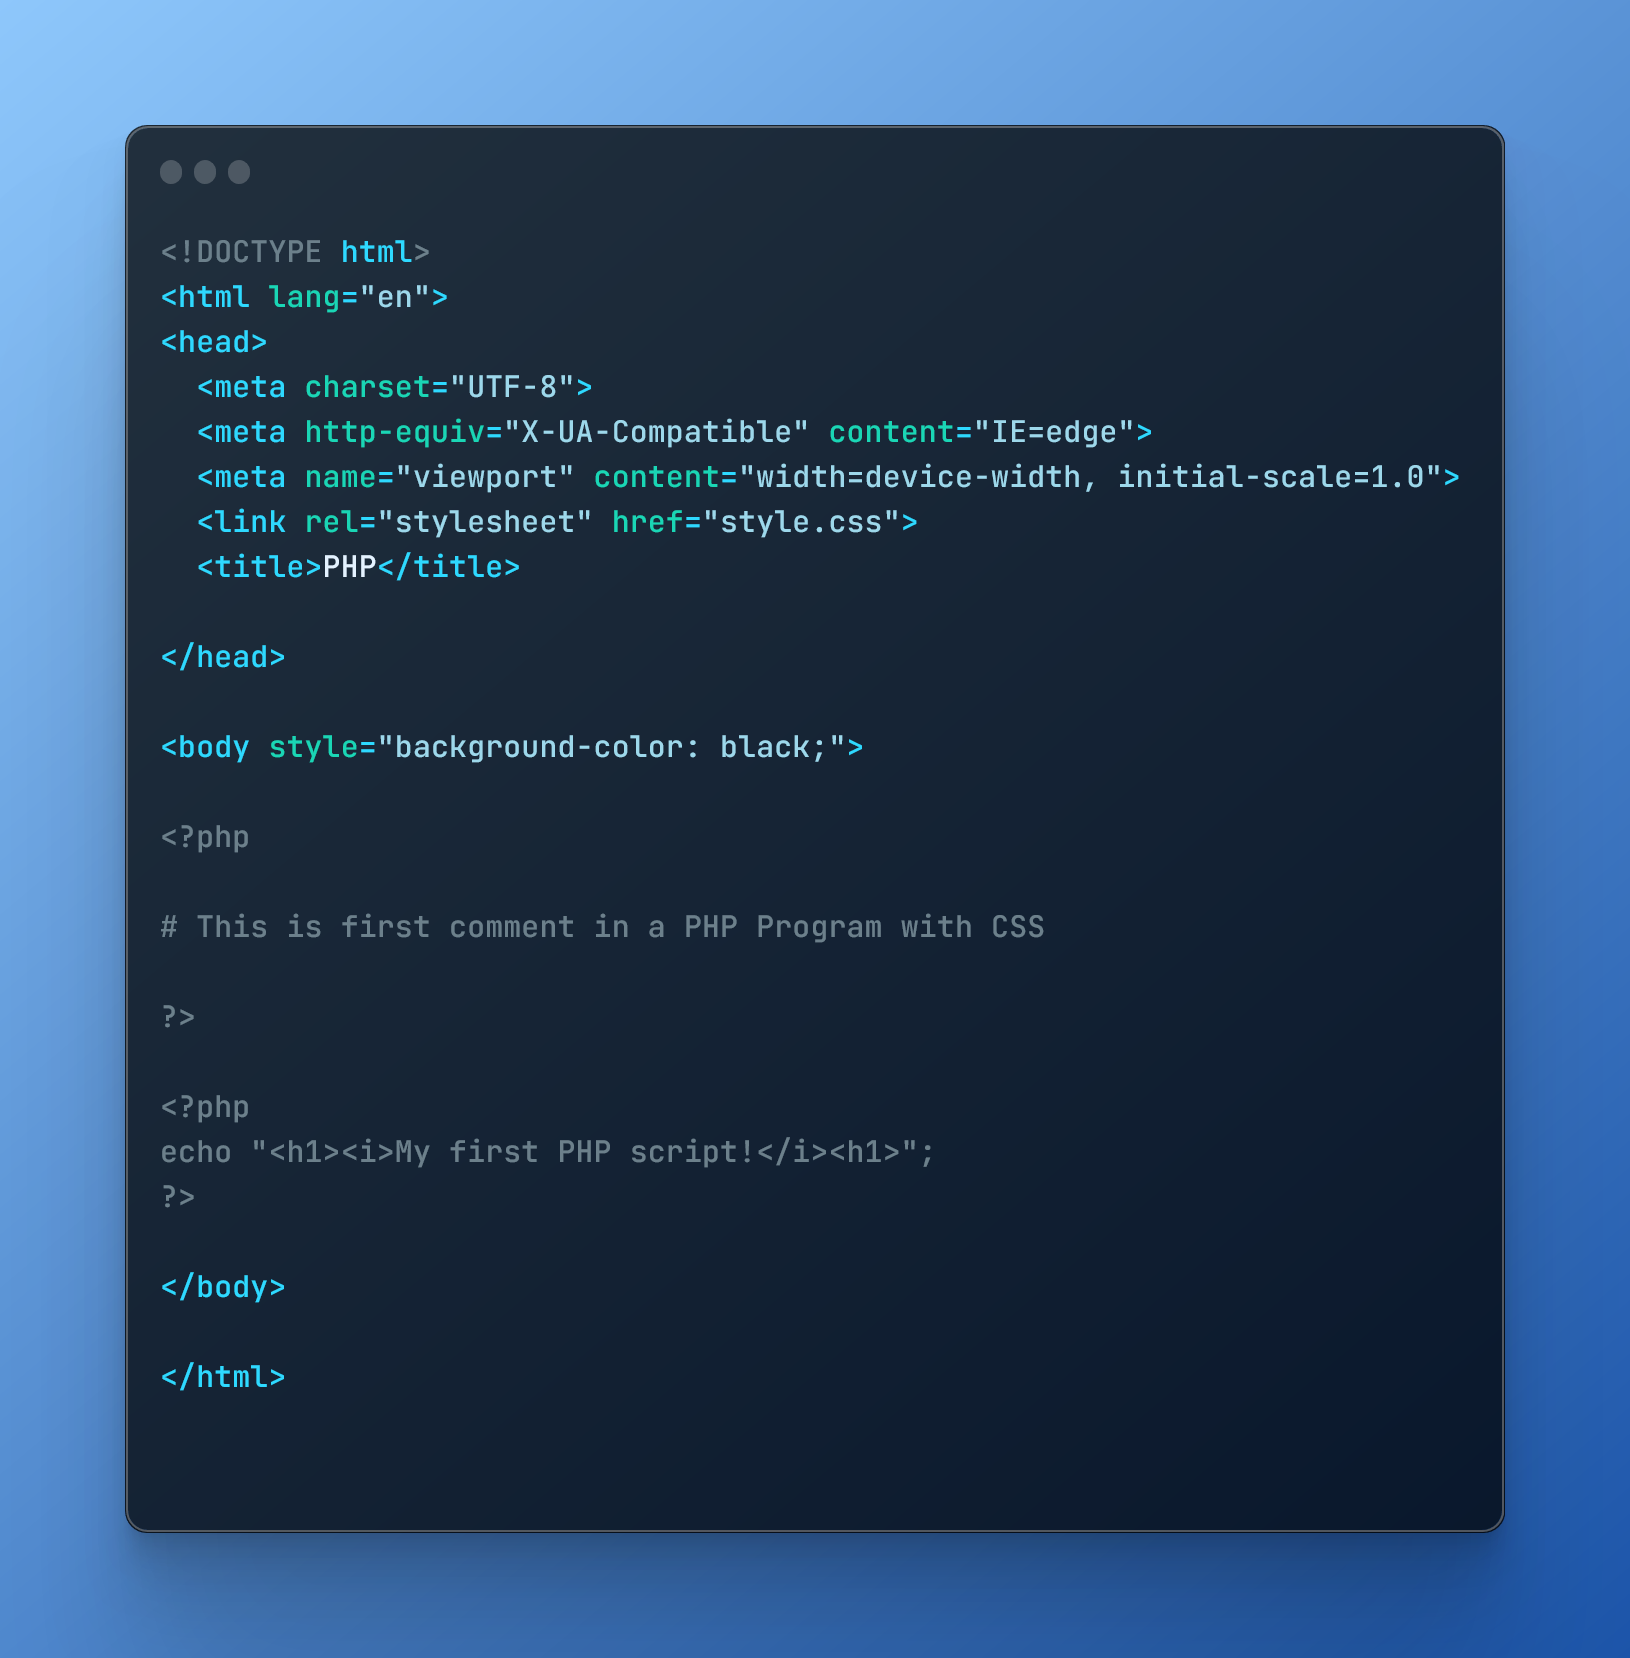 <!DOCTYPE html>
<html lang="en">
<head>
  <meta charset="UTF-8">
  <meta http-equiv="X-UA-Compatible" content="IE=edge">
  <meta name="viewport" content="width=device-width, initial-scale=1.0">
  <link rel="stylesheet" href="style.css">
  <title>PHP</title>
</head>
<body style="background-color: black;">
<?php
# This is first comment in a PHP Program with CSS
?>
<?php
echo "<h1><i>My first PHP script!</i><h1>";
?>
</body>
</html>